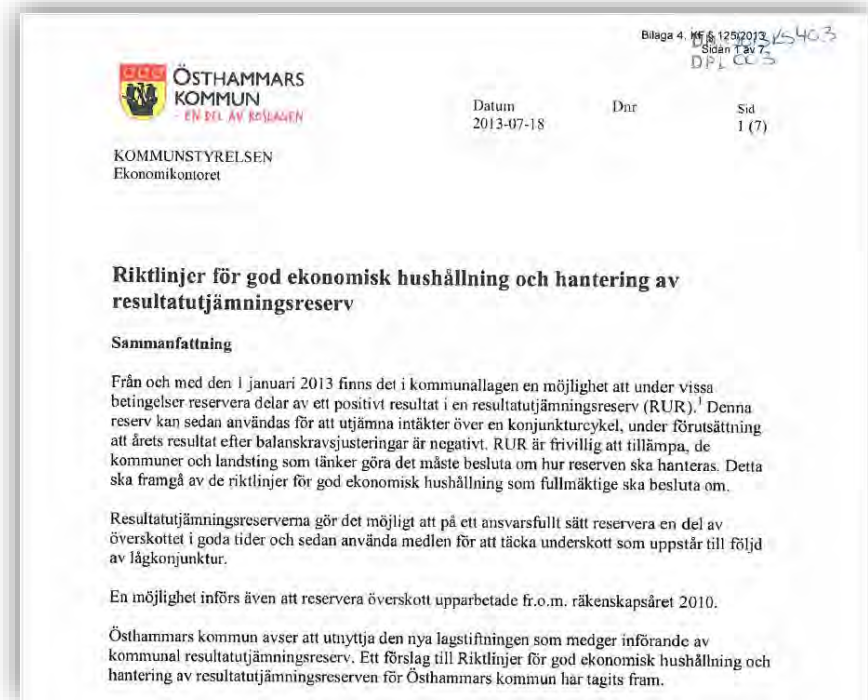 Bilaga 4. KF § 125/2013
Sidan 1 av 7
ÖSTHAMMARS
KOMMUN
- EN DEL AV ROSLAGEN
Datum Dnr Sid
2013-07-18 1 (7)
KOMMUNSTYRELSEN
Ekonomikontoret
Riktlinjer för god ekonomisk hushållning och hantering av
resultatutjämningsreserv
Sammanfattning
Från och med den 1 januari 2013 finns det i kommunallagen en möjlighet att under vissa
betingelser reservera delar av ett positivt resultat i en resultatutjämningsreserv (RUR).¹ Denna
reserv kan sedan användas för att utjämna intäkter över en konjunkturcykel, under förutsättning
att årets resultat efter balanskravsjusteringar är negativt. RUR är frivillig att tillämpa, de
kommuner och landsting som tänker göra det måste besluta om hur reserven ska hanteras. Detta
ska framgå av de riktlinjer för god ekonomisk hushållning som fullmäktige ska besluta om.
Resultatutjämningsreserverna gör det möjligt att på ett ansvarsfullt sätt reservera en del av
överskottet i goda tider och sedan använda medlen för att täcka underskott som uppstår till följd
av lågkonjunktur.
En möjlighet införs även att reservera överskott upparbetade fr.o.m. räkenskapsåret 2010.
Östhammars kommun avser att utnyttja den nya lagstiftningen som medger införande av
kommunal resultatutjämningsreserv. Ett förslag till Riktlinjer för god ekonomisk hushållning och
hantering av resultatutjämningsreserven för Östhammars kommun har tagits fram.